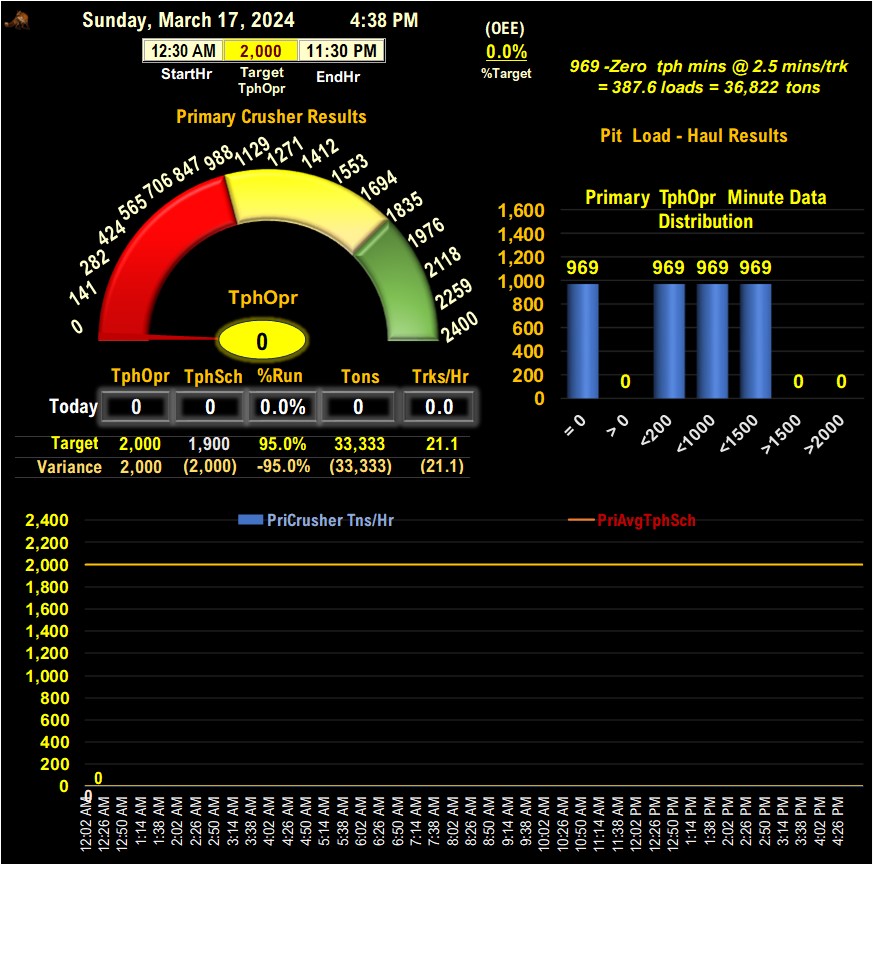 Sunday, March 17, 2024 4:38 PM
12:30 AM 2,000 11:30 PM
StartHr Target TphOpr EndHr
(OEE)
0.0%
%Target
969 -Zero tph mins @ 2.5 mins/trk
= 387.6 loads = 36,822 tons
Primary Crusher Results
0 141 282 424 565 706 847 988 1129 1271 1412 1553 1694 1835 1976 2118 2259 2400
TphOpr
0
Pit Load - Haul Results
Primary TphOpr Minute Data
Distribution
1,600
1,400
1,200
1,000
800
600
400
200
0
969 0 969 969 969 0 0
= 0 > 0 <200 <1000 <1500 >1500 >2000
TphOpr TphSch %Run Tons Trks/Hr
Today 0 0 0.0% 0 0.0
Target 2,000 1,900 95.0% 33,333 21.1
Variance 2,000 (2,000) -95.0% (33,333) (21.1)
PriCrusher Tns/Hr PriAvgTphSch
2,400
2,200
2,000
1,800
1,600
1,400
1,200
1,000
800
600
400
200
0
0
0
12:02 AM 12:26 AM 12:50 AM 1:14 AM 1:38 AM 2:02 AM 2:26 AM 2:50 AM 3:14 AM 3:38 AM 4:02 AM 4:26 AM 4:50 AM 5:14 AM 5:38 AM 6:02 AM 6:26 AM 6:50 AM 7:14 AM 7:38 AM 8:02 AM 8:26 AM 8:50 AM 9:14 AM 9:38 AM 10:02 AM 10:26 AM 10:50 AM 11:14 AM 11:38 AM 12:02 PM 12:26 PM 12:50 PM 1:14 PM 1:38 PM 2:02 PM 2:26 PM 2:50 PM 3:14 PM 3:38 PM 4:02 PM 4:26 PM